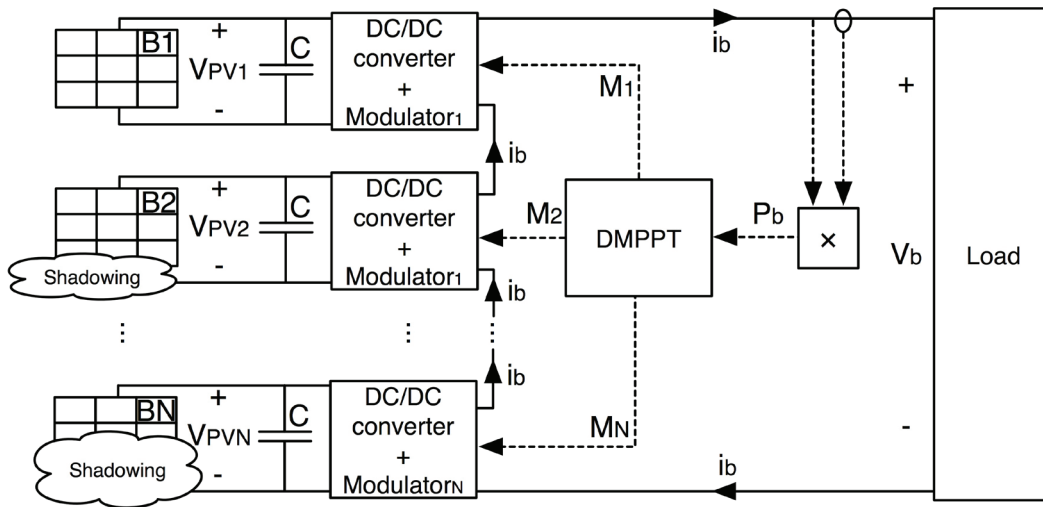 B1
+
VPV1
-
C
DC/DC
converter
+
Modulator1
ib
M1
ib
+
B2
+
VPV2
-
Shadowing
C
DC/DC
converter
+
Modulator1
M2
DMPPT
Pb
×
Vb
Load
ib
⋮
⋮
⋮
ib
BN
+
VPVN
-
Shadowing
C
DC/DC
converter
+
ModulatorN
MN
-
ib